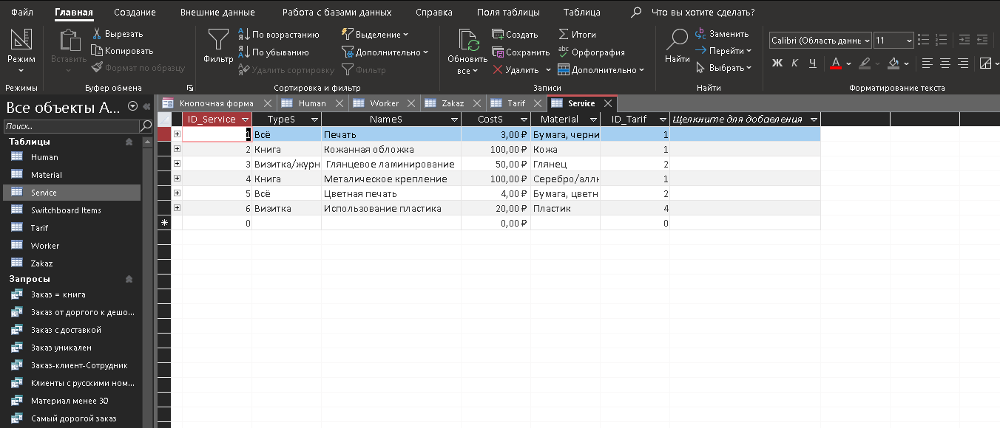 Файл Главная Создание Внешние данные Работа с базами данных Справка Поля таблицы Таблица Что вы хотите сделать?
Режим
Вставить
Вырезать
Копировать
Формат по образцу
Фильтр
По возрастанию
По убыванию
Удалить сортировку
Выделение
Дополнительно
Фильтр
Обновить
все
Создать
Сохранить
Удалить
Итоги
Орфография
Дополнительно
Найти
Заменить
Перейти
Выбрать
Calibri (Область данн 11
Ж К Ч А
Режимы Буфер обмена Сортировка и фильтр Записи Найти Форматирование текста
Все объекты A...
Поиск...
Таблицы
Human
Material
Service
Switchboard Items
Tarif
Worker
Zakaz
Запросы
Заказ = книга
Заказ от доргого к дешо...
Заказ с доставкой
Заказ уникален
Заказ-клиент-Сотрудник
Клиенты с русскими ном...
Материал менее 30
Самый дорогой заказ
Кнопочная форма Human Worker Zakaz Tarif Service
ID_Service TypeS NameS CostS Material ID_Tarif Щелкните для добавления
1 Всё Печать 3,00 ₽ Бумага, черни 1
2 Книга Кожанная обложка 100,00 ₽ Кожа 1
3 Визитка/журн Глянцевое ламинирование 50,00 ₽ Глянец 2
4 Книга Металическое крепление 100,00 ₽ Серебро/аллн 1
5 Всё Цветная печать 4,00 ₽ Бумага, цветн 2
6 Визитка Использование пластика 20,00 ₽ Пластик 4
0 0,00 ₽ 0